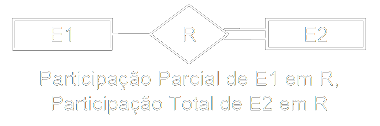 E1 R E2
Participação Parcial de E1 em R,
Participação Total de E2 em R